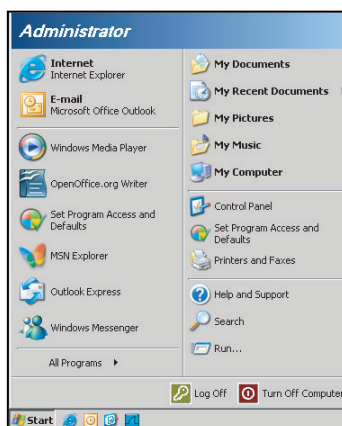 Administrator
Internet
Internet Explorer
E-mail
Microsoft Office Outlook
Windows Media Player
OpenOffice.org Writer
Set Program Access and
Defaults
MSN Explorer
Outlook Express
Windows Messenger
All Programs
My Documents
My Recent Documents
My Pictures
My Music
My Computer
Control Panel
Set Program Access and
Defaults
Printers and Faxes
Help and Support
Search
Run...
Log Off
Turn Off Computer
Start